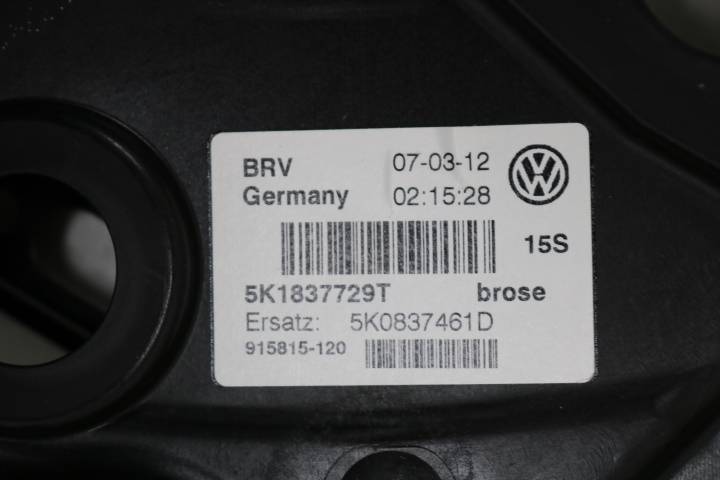 BRV 07-03-12
Germany 02:15:28
15S
5K1837729T brose
Ersatz: 5K0837461D
915815-120